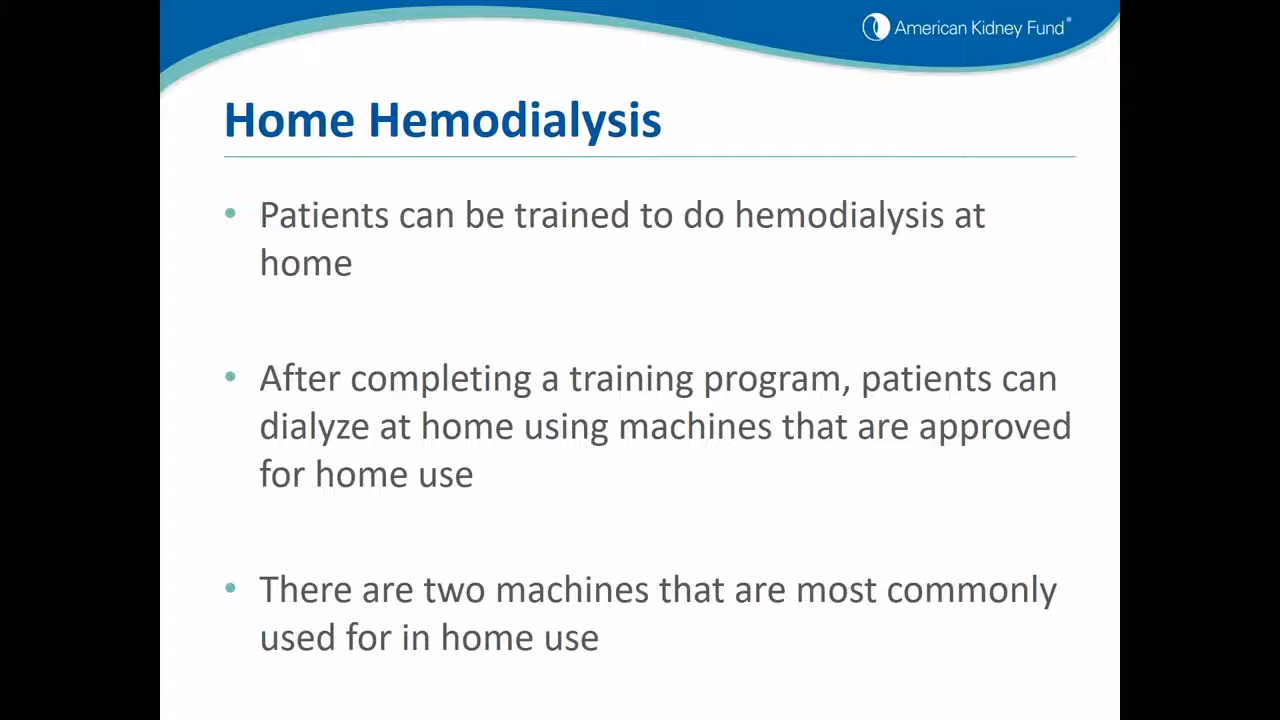 American Kidney Fund®
Home Hemodialysis
• Patients can be trained to do hemodialysis at
home
• After completing a training program, patients can
dialyze at home using machines that are approved
for home use
• There are two machines that are most commonly
used for in home use